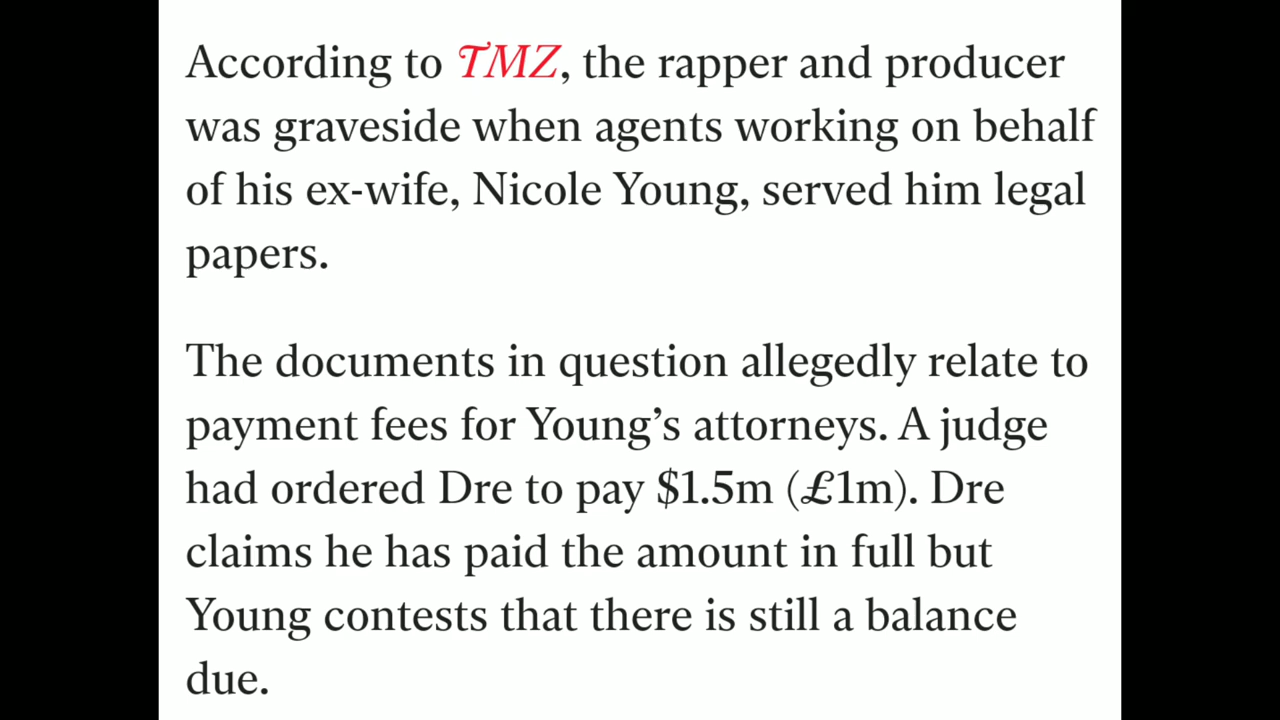 According to TMZ, the rapper and producer
was graveside when agents working on behalf
of his ex-wife, Nicole Young, served him legal
papers.
The documents in question allegedly relate to
payment fees for Young’s attorneys. A judge
had ordered Dre to pay $1.5m (£1m). Dre
claims he has paid the amount in full but
Young contests that there is still a balance
due.